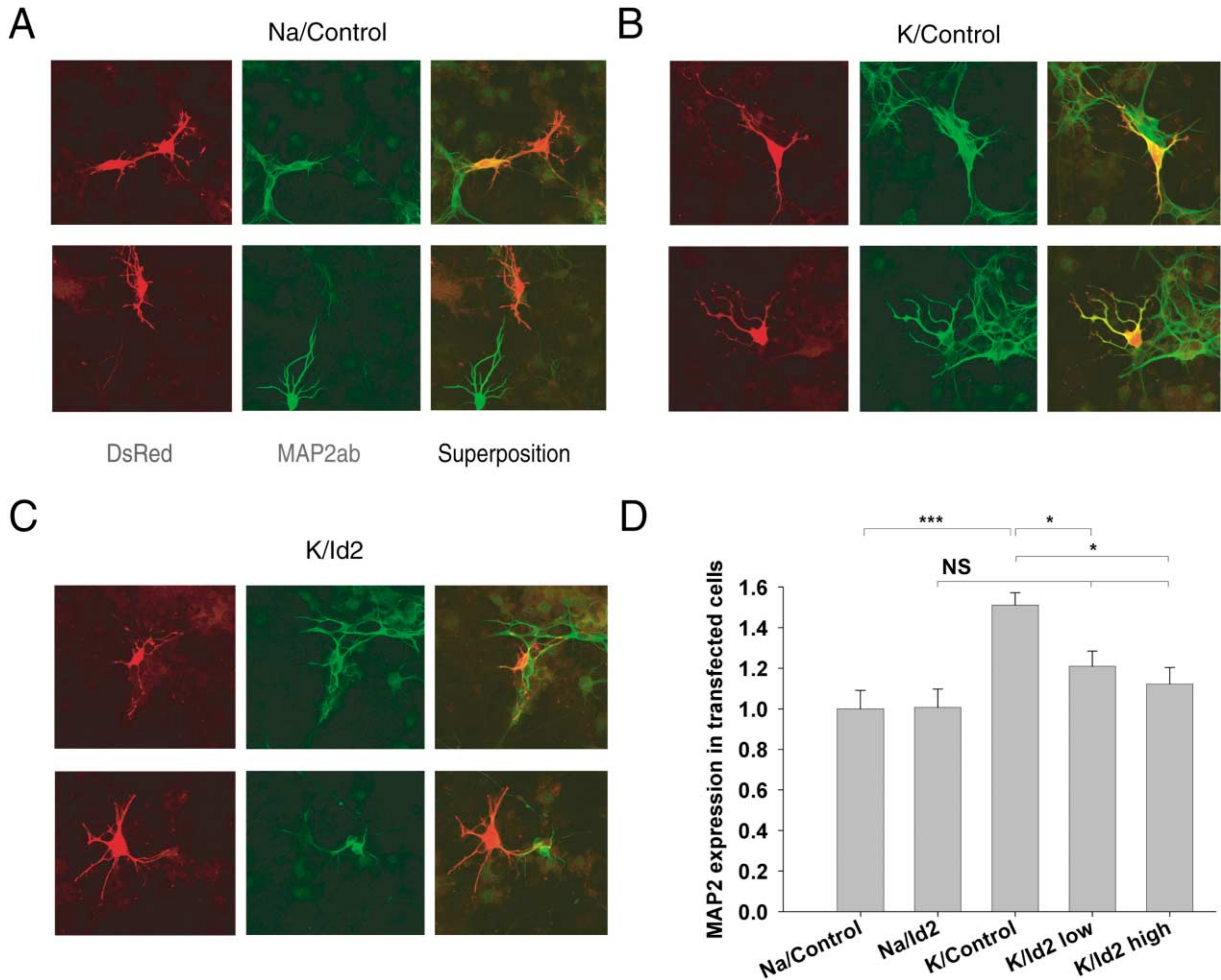 A
Na/Control
B
K/Control
DsRed
MAP2ab
Superposition
C
K/Id2
D
***
*
*
NS
MAP2 expression in transfected cells
1.6
1.4
1.2
1.0
0.8
0.6
0.4
0.2
0.0
Na/Control
Na/Id2
K/Control
K/Id2 low
K/Id2 high